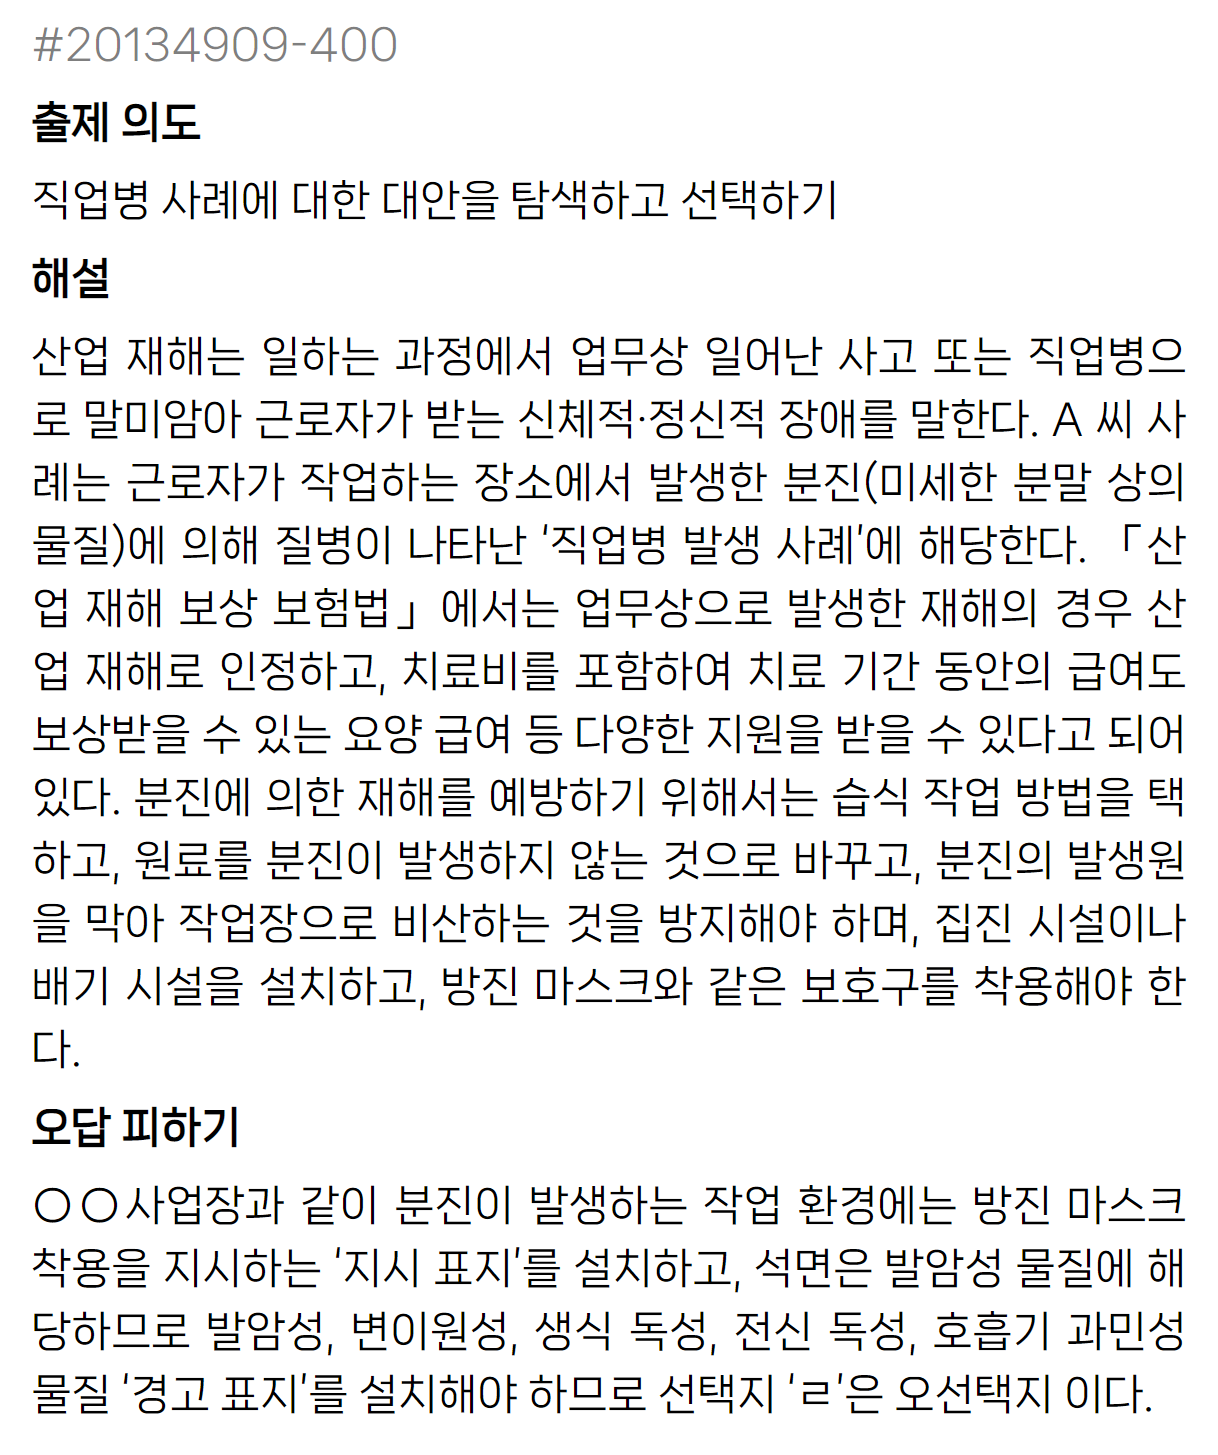 #20134909-400
출제 의도
직업병 사례에 대한 대안을 탐색하고 선택하기
해설
산업 재해는 일하는 과정에서 업무상 일어난 사고 또는 직업병으
로 말미암아 근로자가 받는 신체적·정신적 장애를 말한다. A 씨 사
례는 근로자가 작업하는 장소에서 발생한 분진(미세한 분말 상의
물질)에 의해 질병이 나타난 ‘직업병 발생 사례’에 해당한다. 「산
업 재해 보상 보험법」에서는 업무상으로 발생한 재해의 경우 산
업 재해로 인정하고, 치료비를 포함하여 치료 기간 동안의 급여도
보상받을 수 있는 요양 급여 등 다양한 지원을 받을 수 있다고 되어
있다. 분진에 의한 재해를 예방하기 위해서는 습식 작업 방법을 택
하고, 원료를 분진이 발생하지 않는 것으로 바꾸고, 분진의 발생원
을 막아 작업장으로 비산하는 것을 방지해야 하며, 집진 시설이나
배기 시설을 설치하고, 방진 마스크와 같은 보호구를 착용해야 한
다.
오답 피하기
○○사업장과 같이 분진이 발생하는 작업 환경에는 방진 마스크
착용을 지시하는 ‘지시 표지’를 설치하고, 석면은 발암성 물질에 해
당하므로 발암성, 변이원성, 생식 독성, 전신 독성, 호흡기 과민성
물질 ‘경고 표지’를 설치해야 하므로 선택지 ‘ㄹ’은 오선택지 이다.